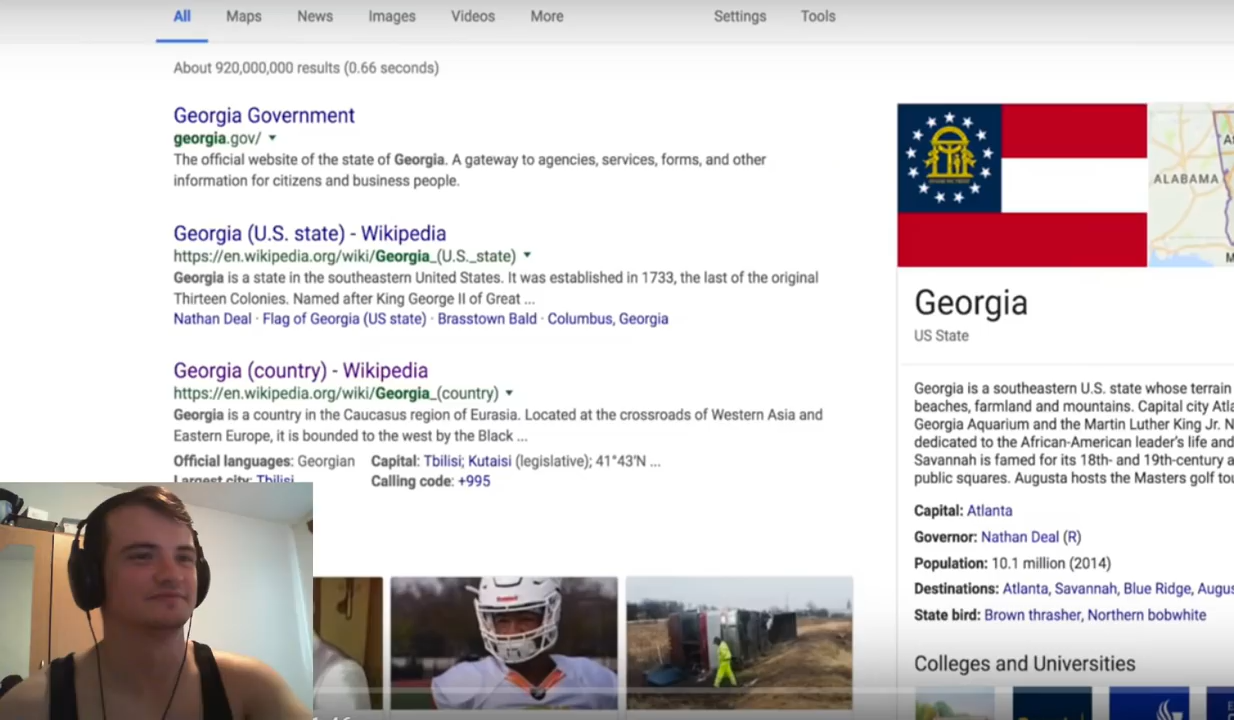 All Maps News Images Videos More Settings Tools
About 920,000,000 results (0.66 seconds)
Georgia Government
georgia.gov/
The official website of the state of Georgia. A gateway to agencies, services, forms, and other
information for citizens and business people.
Georgia (U.S. state) - Wikipedia
https://en.wikipedia.org/wiki/Georgia_(U.S._state)
Georgia is a state in the southeastern United States. It was established in 1733, the last of the original
Thirteen Colonies. Named after King George II of Great ...
Nathan Deal · Flag of Georgia (US state) · Brasstown Bald · Columbus, Georgia
Georgia (country) - Wikipedia
https://en.wikipedia.org/wiki/Georgia_(country)
Georgia is a country in the Caucasus region of Eurasia. Located at the crossroads of Western Asia and
Eastern Europe, it is bounded to the west by the Black ...
Official languages: Georgian Capital: Tbilisi; Kutaisi (legislative); 41°43'N ...
Largest city: Tbilisi Calling code: +995
ALABAMA
Georgia
US State
Georgia is a southeastern U.S. state whose terrain
beaches, farmland and mountains. Capital city
Georgia Aquarium and the Martin Luther King Jr.
dedicated to the African-American leader's life and
Savannah is famed for its 18th- and 19th-century
public squares. Augusta hosts the Masters golf
Capital: Atlanta
Governor: Nathan Deal (R)
Population: 10.1 million (2014)
Destinations: Atlanta, Savannah, Blue Ridge,
State bird: Brown thrasher, Northern bobwhite
Colleges and Universities